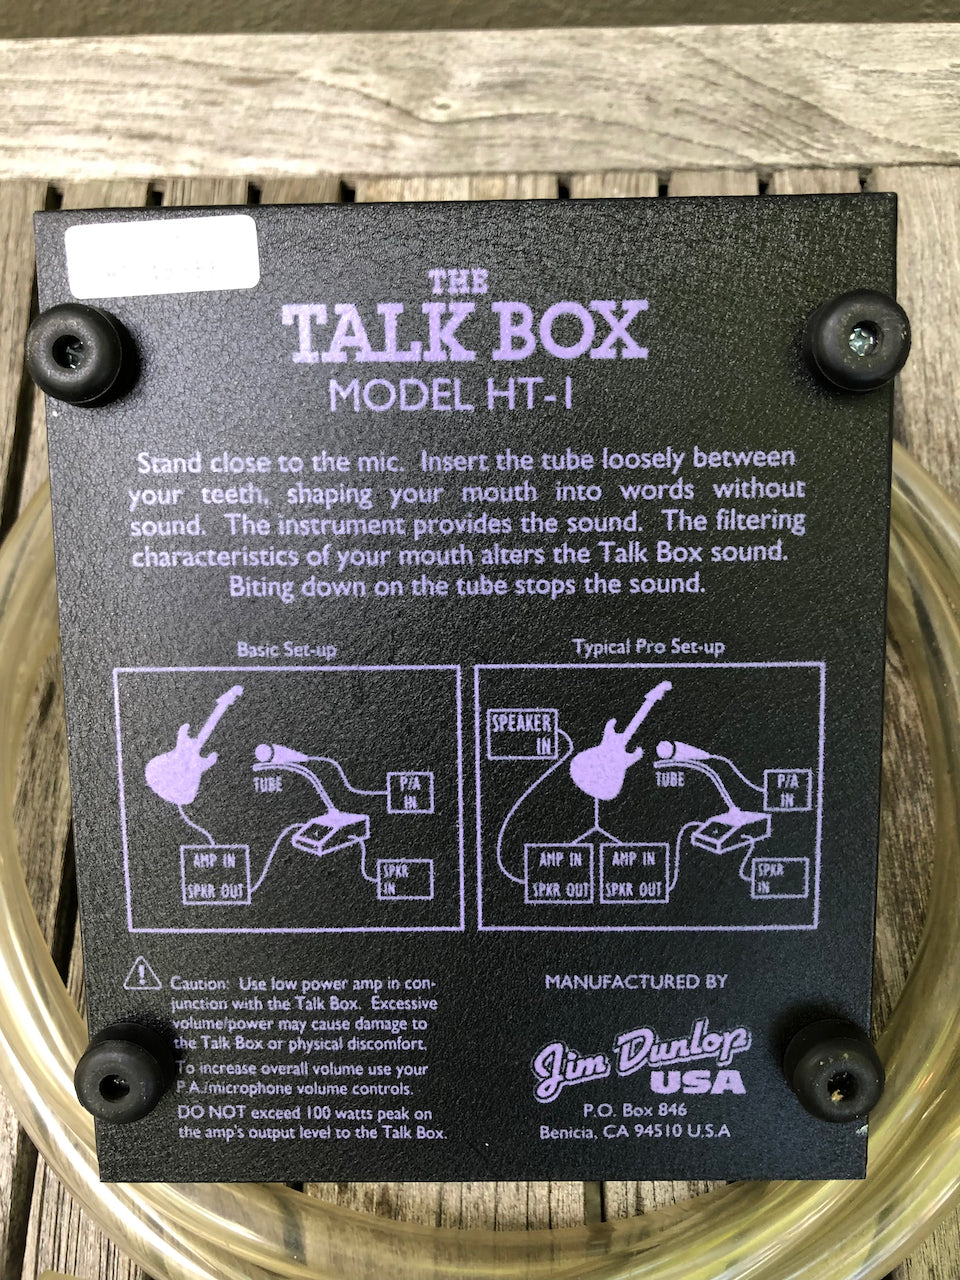 THE
TALK BOX
MODEL HT-1
Stand close to the mic. Insert the tube loosely between
your teeth, shaping your mouth into words without
sound. The instrument provides the sound. The filtering
characteristics of your mouth alters the Talk Box sound.
Biting down on the tube stops the sound.
Basic Set-up
TUBE
P/A
IN
AMP IN
SPKR OUT
SPKR
IN
Typical Pro Set-up
SPEAKER
IN
TUBE
P/A
IN
AMP IN
SPKR OUT
AMP IN
SPKR OUT
SPKR
IN
Caution: Use low power amp in con-
junction with the Talk Box. Excessive
volume/power may cause damage to
the Talk Box or physical discomfort.
To increase overall volume use your
P.A./microphone volume controls.
DO NOT exceed 100 watts peak on
the amp's output level to the Talk Box.
MANUFACTURED BY
Jim Dunlop
USA
P.O. Box 846
Benicia, CA 94510 U.S.A